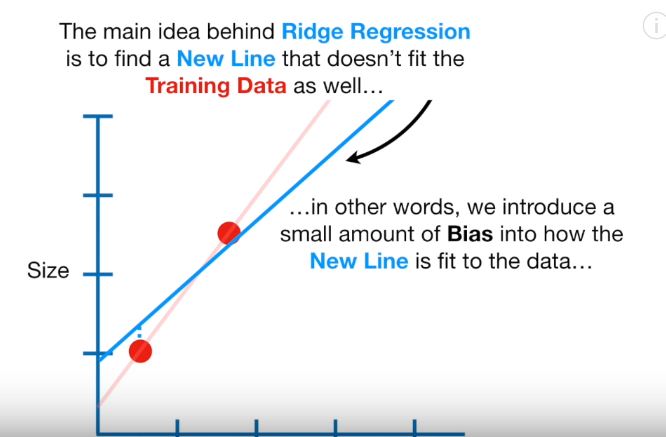 The main idea behind Ridge Regression
is to find a New Line that doesn't fit the
Training Data as well…
…in other words, we introduce a
small amount of Bias into how the
New Line is fit to the data…
Size